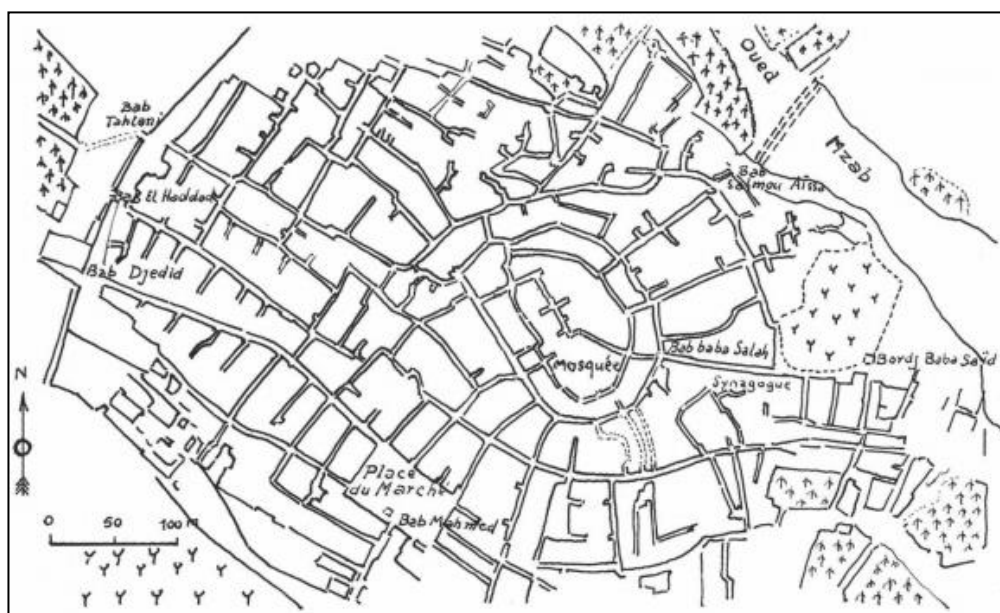 Oued
Mzab
Bab
Tahtani
Bab
Salmou Aïssa
Bab El Haddad
Bab Djedid
Bab baba Salah
Mosquée
Bordj Baba Saïd
Synagogue
N
Place
du Marché
Bab Mahmed
0 50 100 m